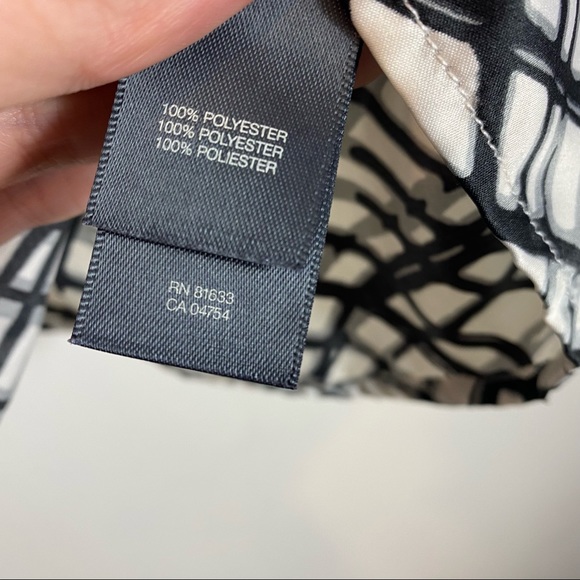 100% POLYESTER
100% POLYESTER
100% POLIESTER
RN 81633
CA 04754